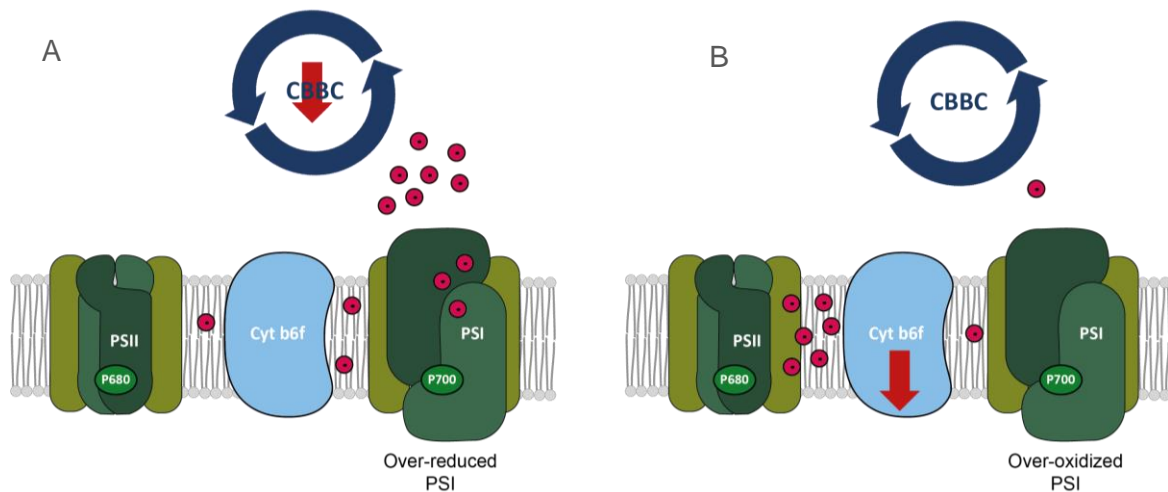 A
CBBC
PSII
P680
Cyt b6f
PSI
P700
Over-reduced
PSI
B
CBBC
PSII
P680
Cyt b6f
PSI
P700
Over-oxidized
PSI